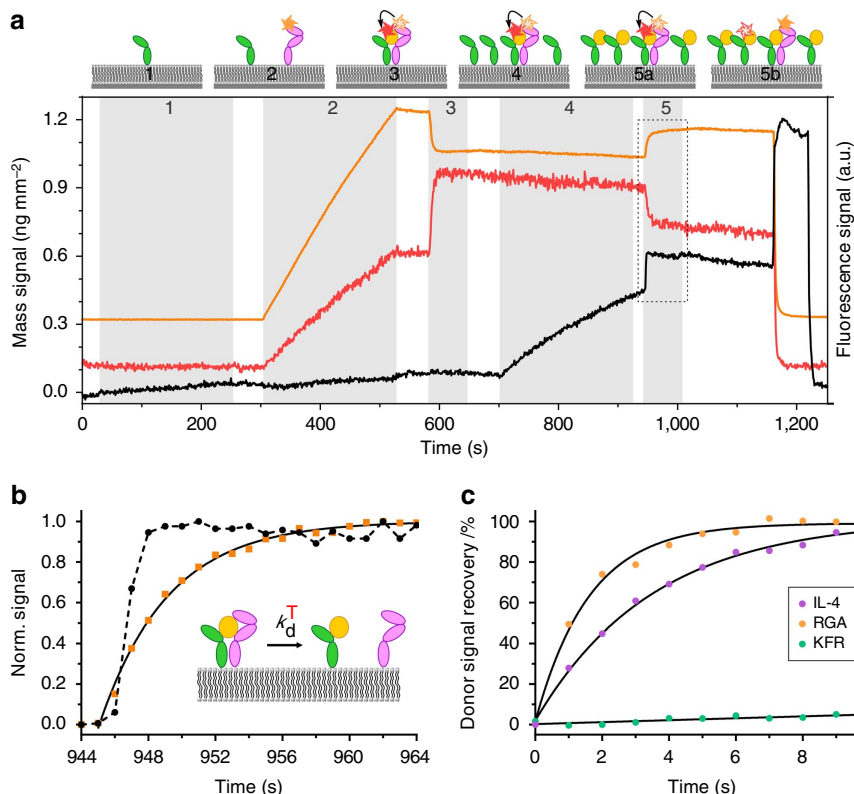 a
1 2 3 4 5a 5b
1 2 3 4 5
Mass signal (ng mm⁻²)
1.2
0.9
0.6
0.3
0.0
Fluorescence signal (a.u.)
0 200 400 600 800 1,000 1,200
Time (s)
b
Norm. signal
1.0
0.8
0.6
0.4
0.2
0.0
k_d^T
944 948 952 956 960 964
Time (s)
c
Donor signal recovery /%
100
80
60
40
20
0
IL-4
RGA
KFR
0 2 4 6 8
Time (s)